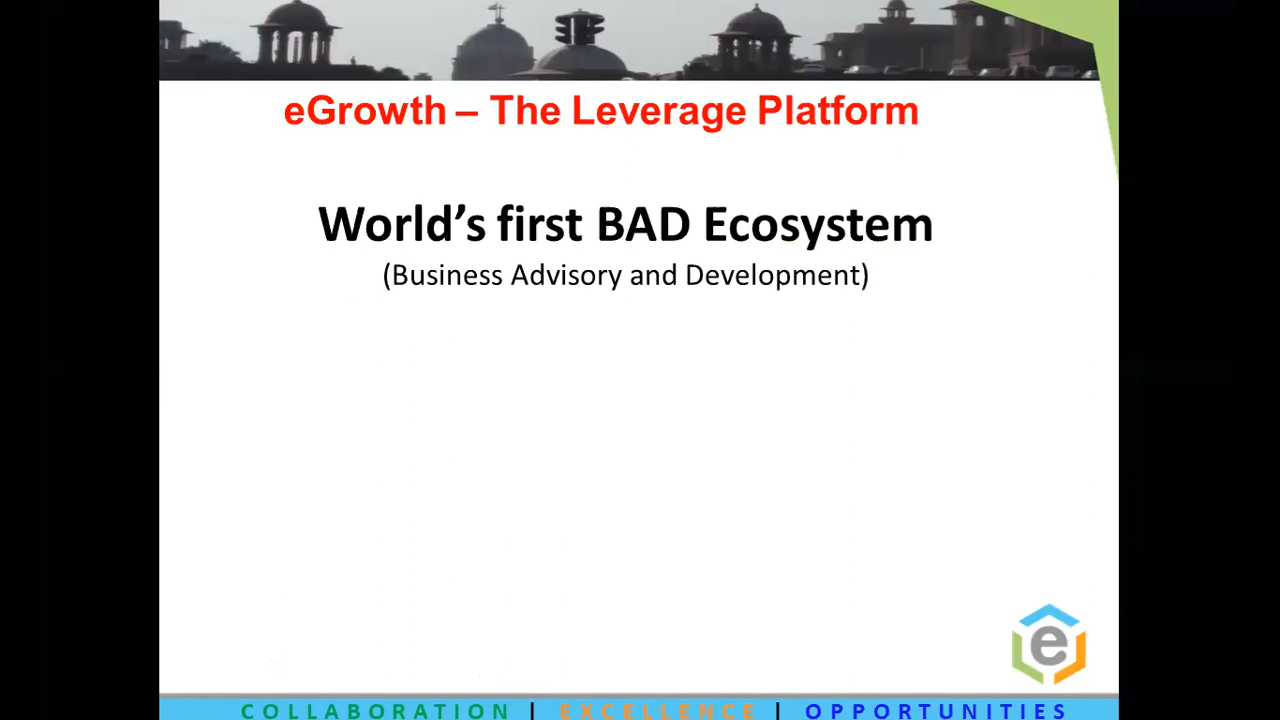 eGrowth – The Leverage Platform
World’s first BAD Ecosystem
(Business Advisory and Development)
e
COLLABORATION | EXCELLENCE | OPPORTUNITIES